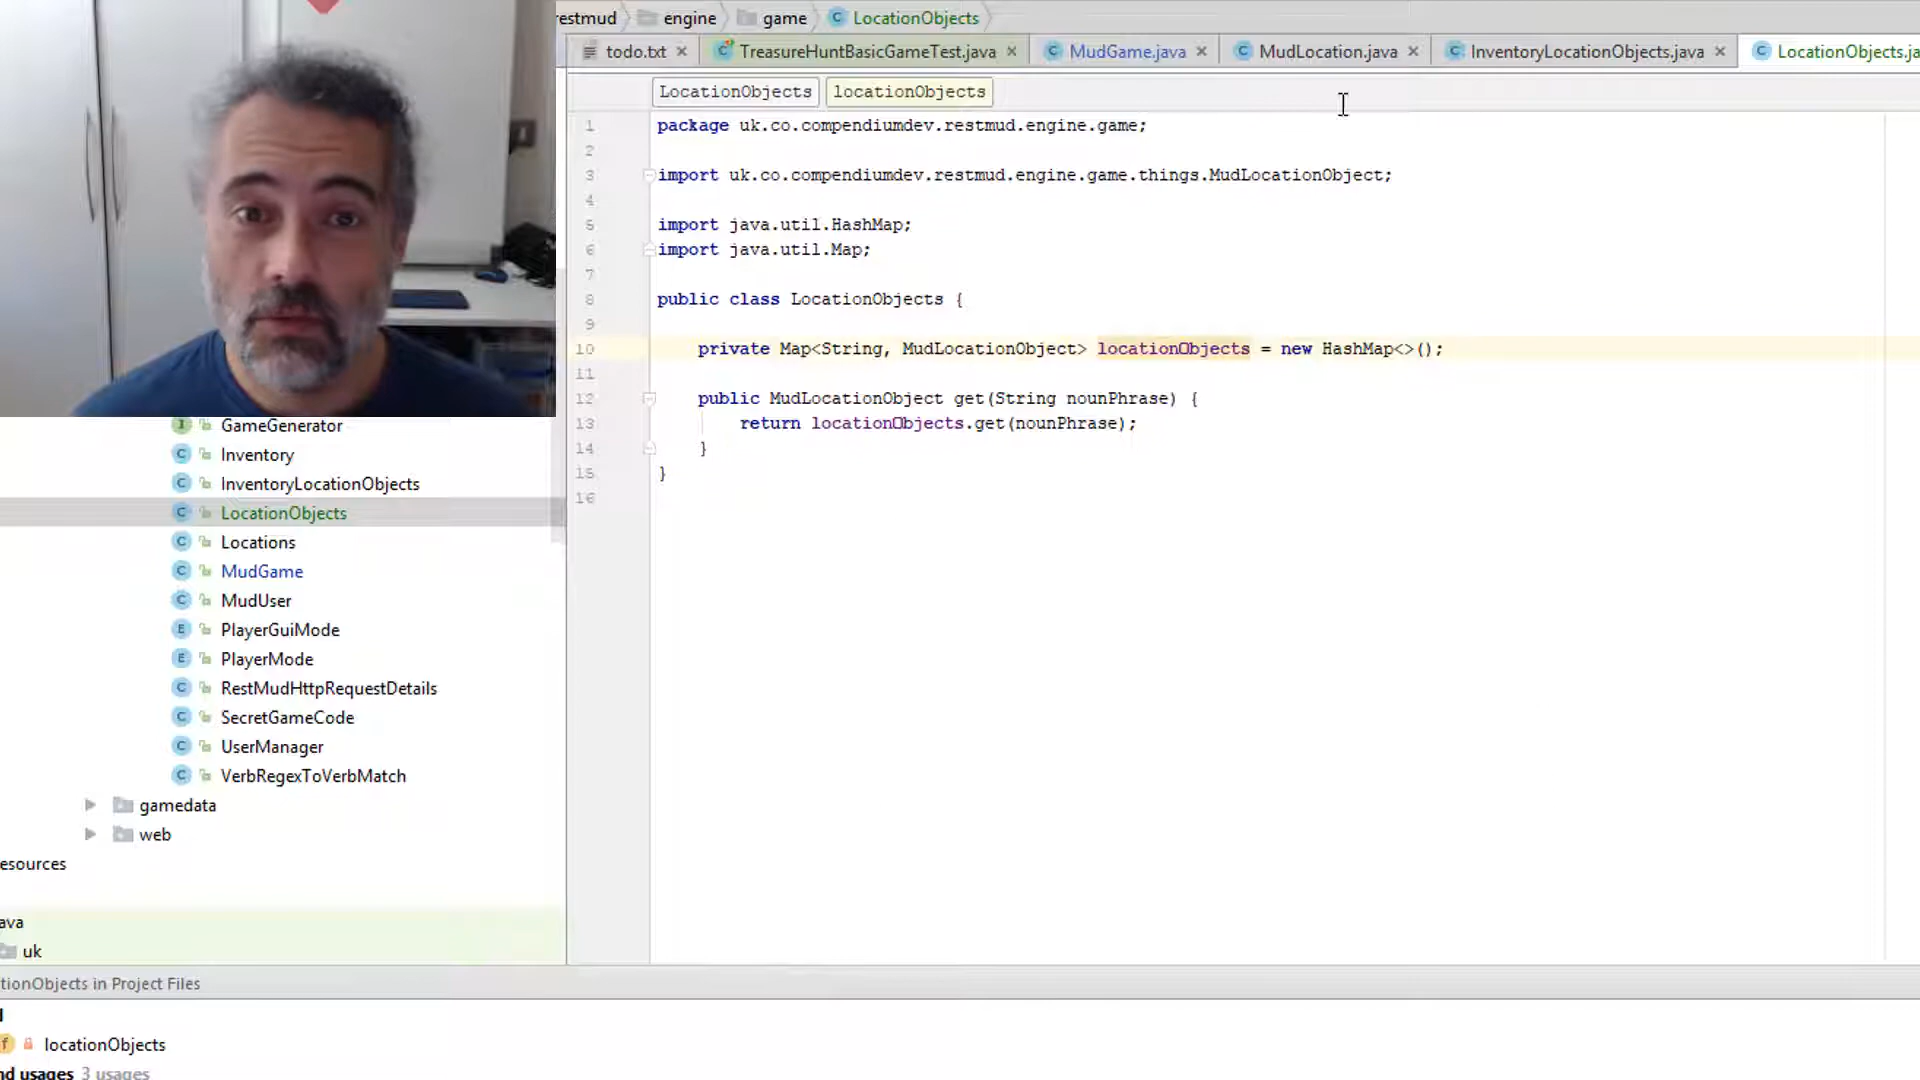 restmud engine game LocationObjects
todo.txt TreasureHuntBasicGameTest.java MudGame.java MudLocation.java InventoryLocationObjects.java LocationObjects.ja
LocationObjects locationObjects
1 package uk.co.compendiumdev.restmud.engine.game;
2
3 import uk.co.compendiumdev.restmud.engine.game.things.MudLocationObject;
4
5 import java.util.HashMap;
6 import java.util.Map;
7
8 public class LocationObjects {
9
10 private Map<String, MudLocationObject> locationObjects = new HashMap<>();
11
12 public MudLocationObject get(String nounPhrase) {
13 return locationObjects.get(nounPhrase);
14 }
15 }
16
GameGenerator
Inventory
InventoryLocationObjects
LocationObjects
Locations
MudGame
MudUser
PlayerGuiMode
PlayerMode
RestMudHttpRequestDetails
SecretGameCode
UserManager
VerbRegexToVerbMatch
gamedata
web
esources
ava
uk
tionObjects in Project Files
d
locationObjects
nd usages 3 usages